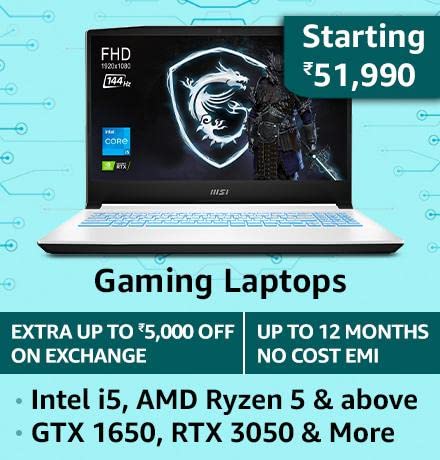 Starting
₹51,990
FHD
1920x1080
144Hz
intel
CORE
i5
NVIDIA
RTX
msi
Gaming Laptops
EXTRA UP TO ₹5,000 OFF
ON EXCHANGE
UP TO 12 MONTHS
NO COST EMI
• Intel i5, AMD Ryzen 5 & above
• GTX 1650, RTX 3050 & More